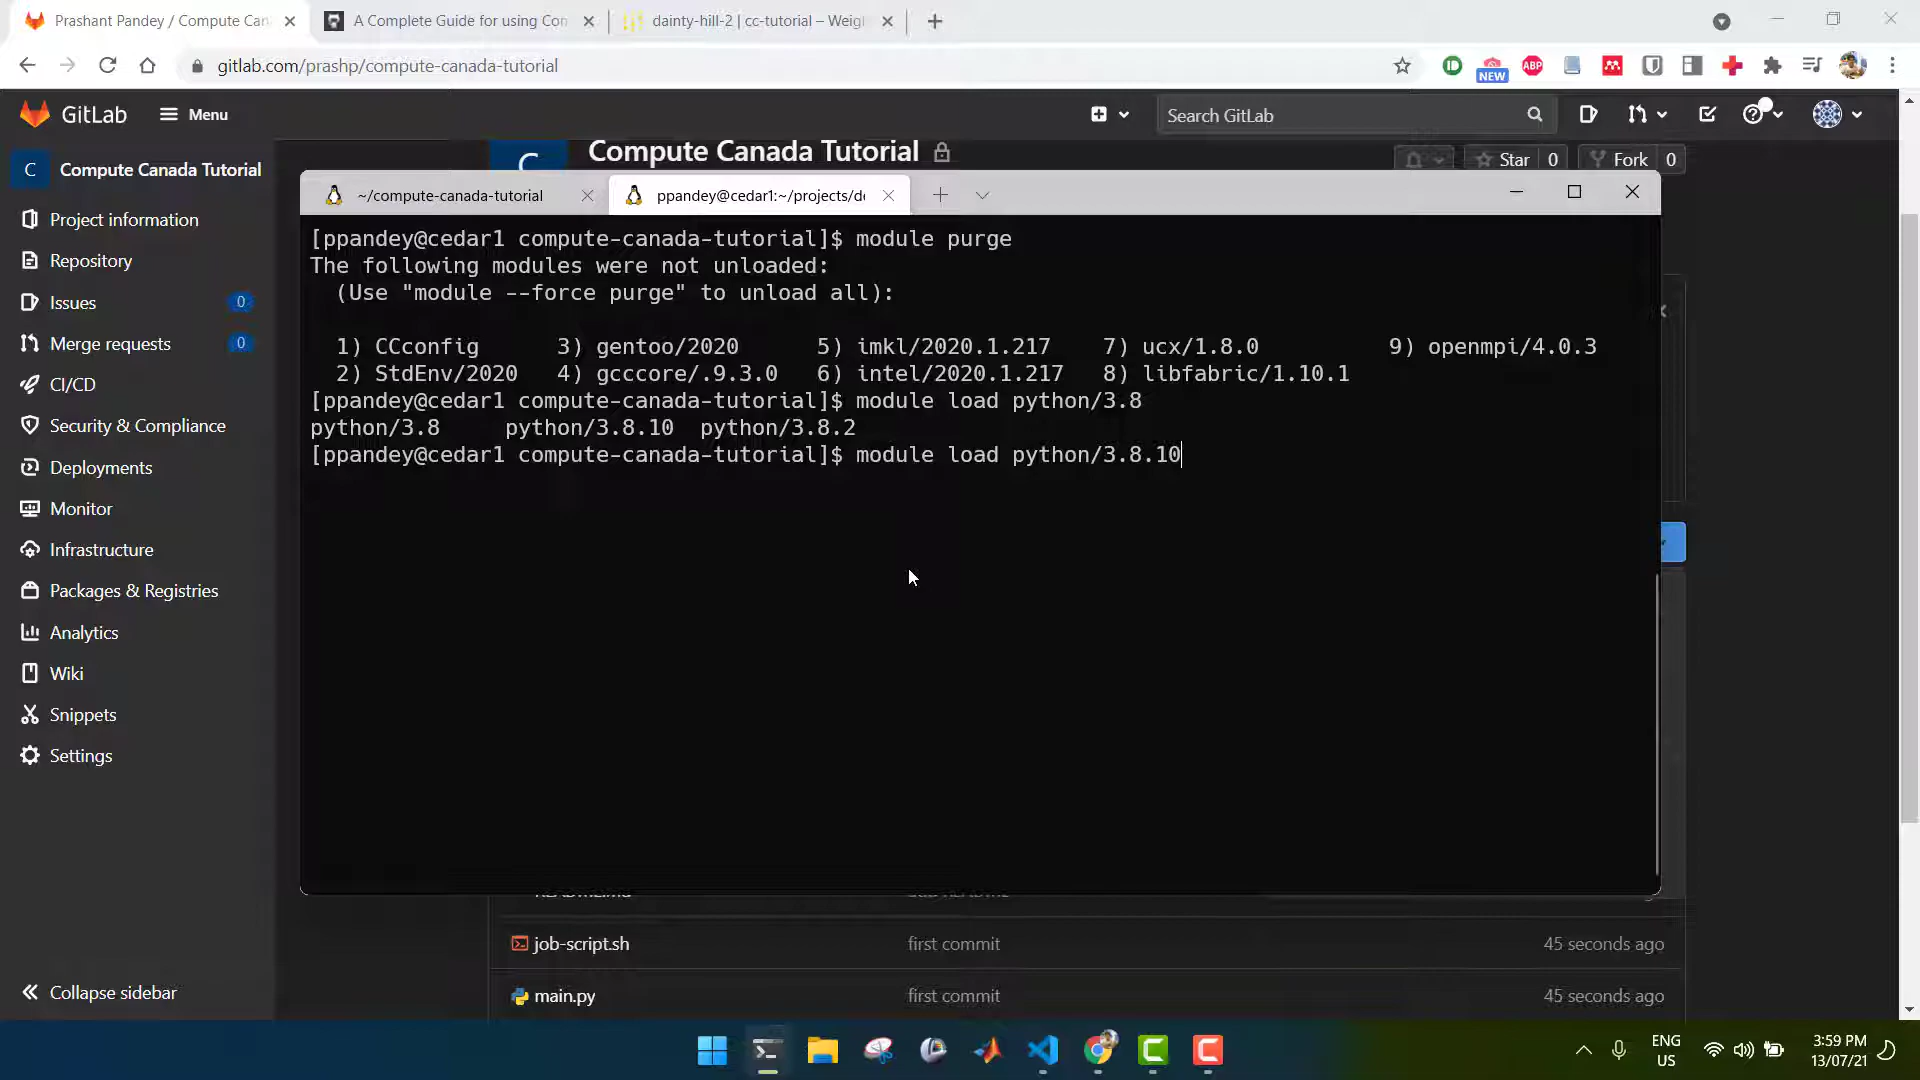 Prashant Pandey / Compute Can
A Complete Guide for using Con
dainty-hill-2 | cc-tutorial – Weig
gitlab.com/prashp/compute-canada-tutorial
NEW
ABP
GitLab
Menu
Search GitLab
C
Compute Canada Tutorial
C
Compute Canada Tutorial
Star 0
Fork 0
Project information
Repository
Issues 0
Merge requests 0
CI/CD
Security & Compliance
Deployments
Monitor
Infrastructure
Packages & Registries
Analytics
Wiki
Snippets
Settings
Collapse sidebar
~/compute-canada-tutorial
ppandey@cedar1:~/projects/de
[ppandey@cedar1 compute-canada-tutorial]$ module purge
The following modules were not unloaded:
(Use "module --force purge" to unload all):
1) CCconfig 3) gentoo/2020 5) imkl/2020.1.217 7) ucx/1.8.0 9) openmpi/4.0.3
2) StdEnv/2020 4) gcccore/.9.3.0 6) intel/2020.1.217 8) libfabric/1.10.1
[ppandey@cedar1 compute-canada-tutorial]$ module load python/3.8
python/3.8 python/3.8.10 python/3.8.2
[ppandey@cedar1 compute-canada-tutorial]$ module load python/3.8.10
job-script.sh first commit 45 seconds ago
main.py first commit 45 seconds ago
ENG
US
3:59 PM
13/07/21